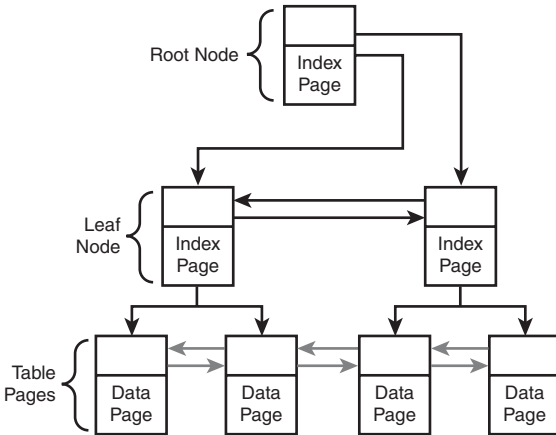 Root Node
Index
Page
Leaf
Node
Index
Page
Index
Page
Table
Pages
Data
Page
Data
Page
Data
Page
Data
Page